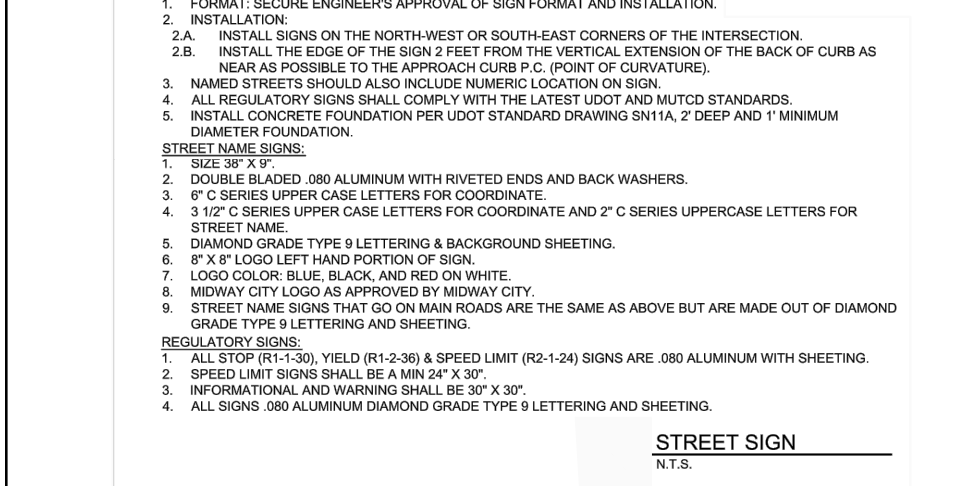 1. FORMAT: SECURE ENGINEER'S APPROVAL OF SIGN FORMAT AND INSTALLATION.
2. INSTALLATION:
2.A. INSTALL SIGNS ON THE NORTH-WEST OR SOUTH-EAST CORNERS OF THE INTERSECTION.
2.B. INSTALL THE EDGE OF THE SIGN 2 FEET FROM THE VERTICAL EXTENSION OF THE BACK OF CURB AS
NEAR AS POSSIBLE TO THE APPROACH CURB P.C. (POINT OF CURVATURE).
3. NAMED STREETS SHOULD ALSO INCLUDE NUMERIC LOCATION ON SIGN.
4. ALL REGULATORY SIGNS SHALL COMPLY WITH THE LATEST UDOT AND MUTCD STANDARDS.
5. INSTALL CONCRETE FOUNDATION PER UDOT STANDARD DRAWING SN11A, 2' DEEP AND 1' MINIMUM
DIAMETER FOUNDATION.
STREET NAME SIGNS:
1. SIZE 38" X 9".
2. DOUBLE BLADED .080 ALUMINUM WITH RIVETED ENDS AND BACK WASHERS.
3. 6" C SERIES UPPER CASE LETTERS FOR COORDINATE.
4. 3 1/2" C SERIES UPPER CASE LETTERS FOR COORDINATE AND 2" C SERIES UPPERCASE LETTERS FOR
STREET NAME.
5. DIAMOND GRADE TYPE 9 LETTERING & BACKGROUND SHEETING.
6. 8" X 8" LOGO LEFT HAND PORTION OF SIGN.
7. LOGO COLOR: BLUE, BLACK, AND RED ON WHITE.
8. MIDWAY CITY LOGO AS APPROVED BY MIDWAY CITY.
9. STREET NAME SIGNS THAT GO ON MAIN ROADS ARE THE SAME AS ABOVE BUT ARE MADE OUT OF DIAMOND
GRADE TYPE 9 LETTERING AND SHEETING.
REGULATORY SIGNS:
1. ALL STOP (R1-1-30), YIELD (R1-2-36) & SPEED LIMIT (R2-1-24) SIGNS ARE .080 ALUMINUM WITH SHEETING.
2. SPEED LIMIT SIGNS SHALL BE A MIN 24" X 30".
3. INFORMATIONAL AND WARNING SHALL BE 30" X 30".
4. ALL SIGNS .080 ALUMINUM DIAMOND GRADE TYPE 9 LETTERING AND SHEETING.
STREET SIGN
N.T.S.